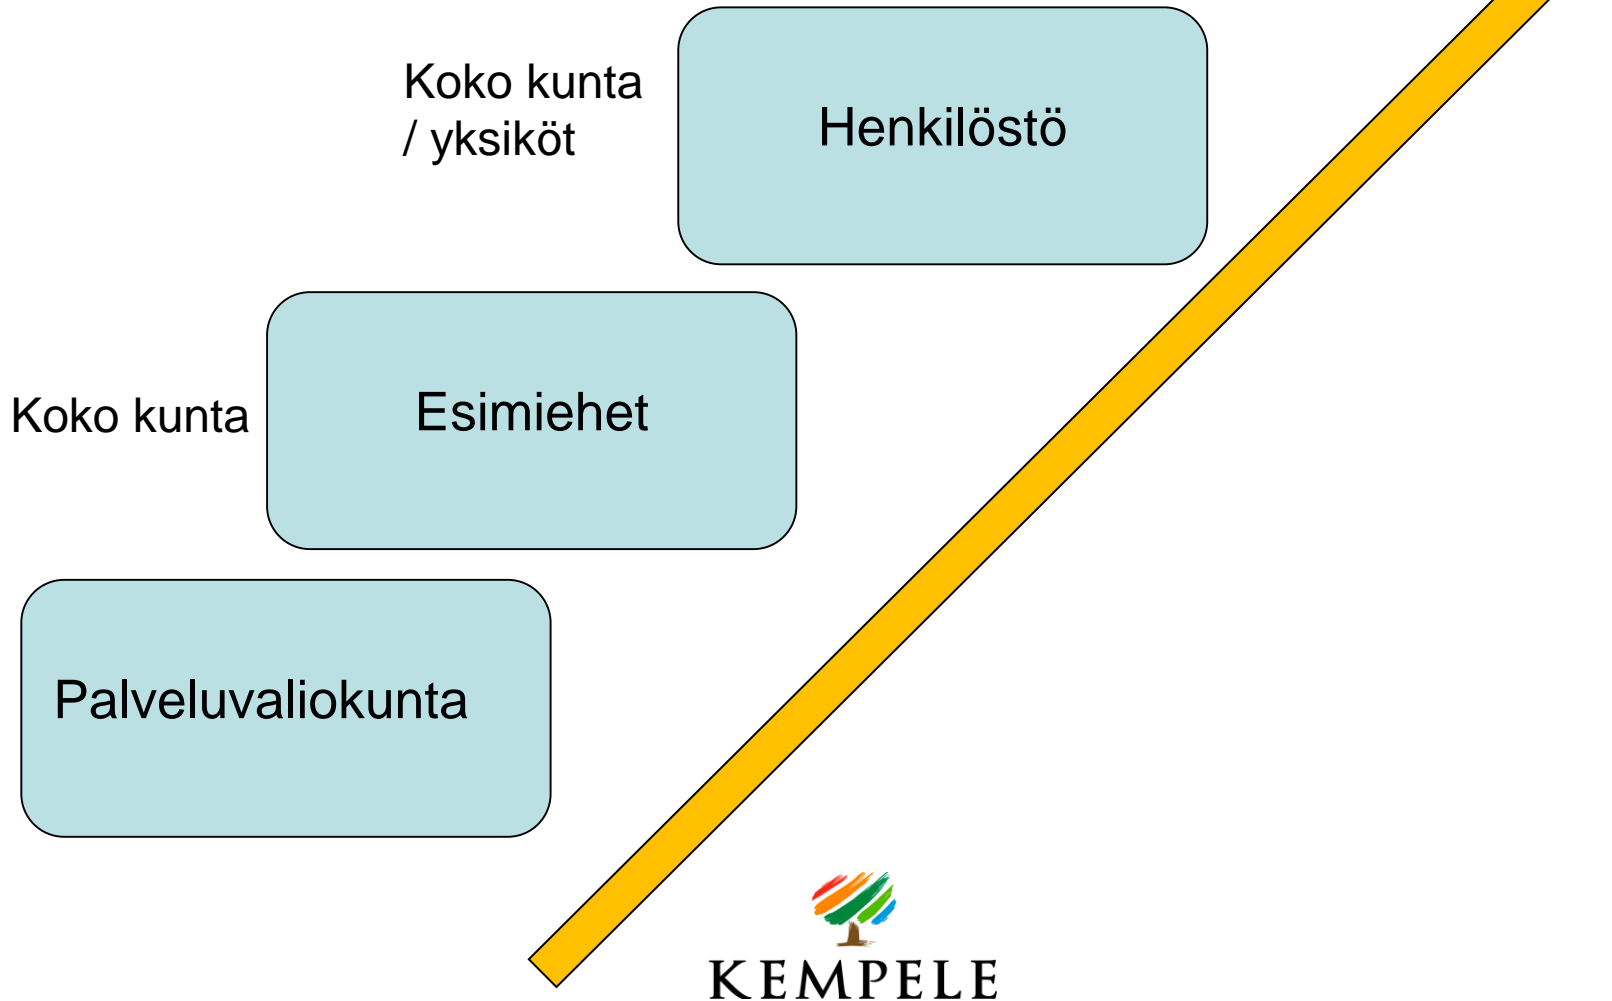 Koko kunta
/ yksiköt
Henkilöstö
Koko kunta
Esimiehet
Palveluvaliokunta
KEMPELE